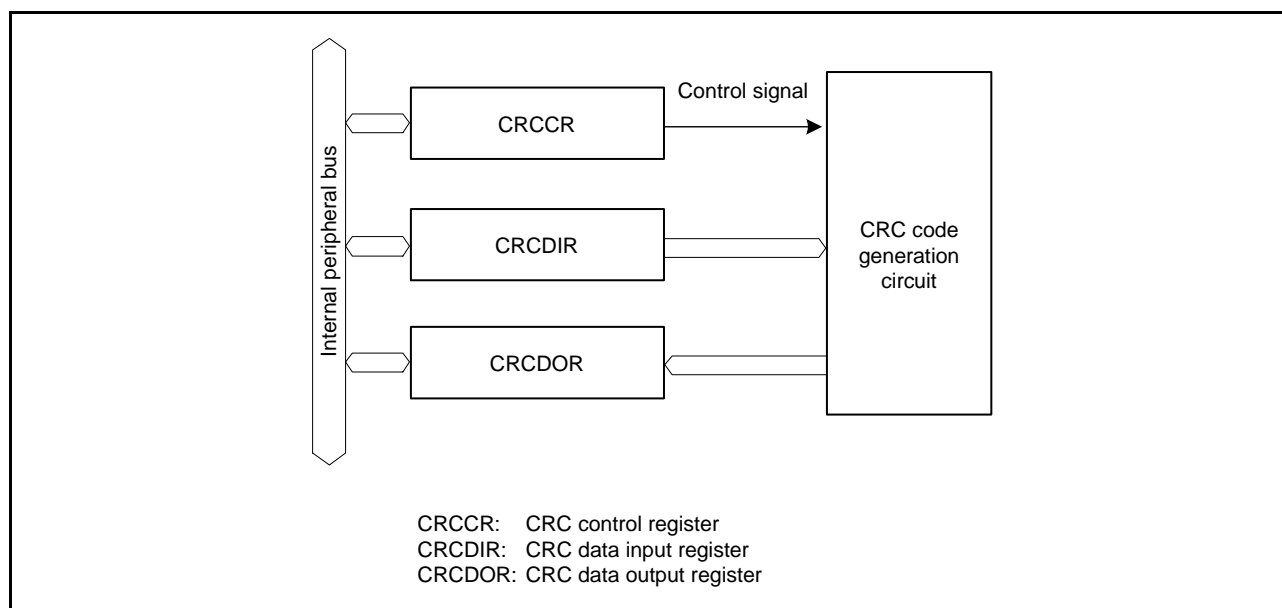 Control signal
CRCCR
Internal peripheral bus
CRCDIR
CRC code
generation
circuit
CRCDOR
CRCCR: CRC control register
CRCDIR: CRC data input register
CRCDOR: CRC data output register